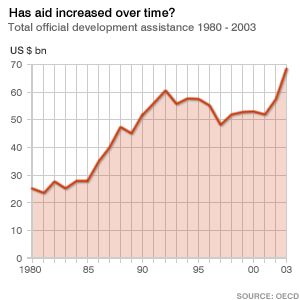 Has aid increased over time?
Total official development assistance 1980 - 2003
US $ bn
70
60
50
40
30
20
10
0
1980 85 90 95 00 03
SOURCE: OECD